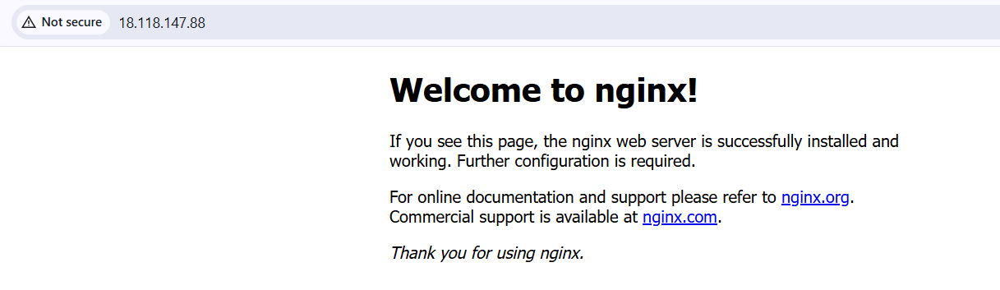 Not secure 18.118.147.88
Welcome to nginx!
If you see this page, the nginx web server is successfully installed and
working. Further configuration is required.
For online documentation and support please refer to nginx.org.
Commercial support is available at nginx.com.
Thank you for using nginx.